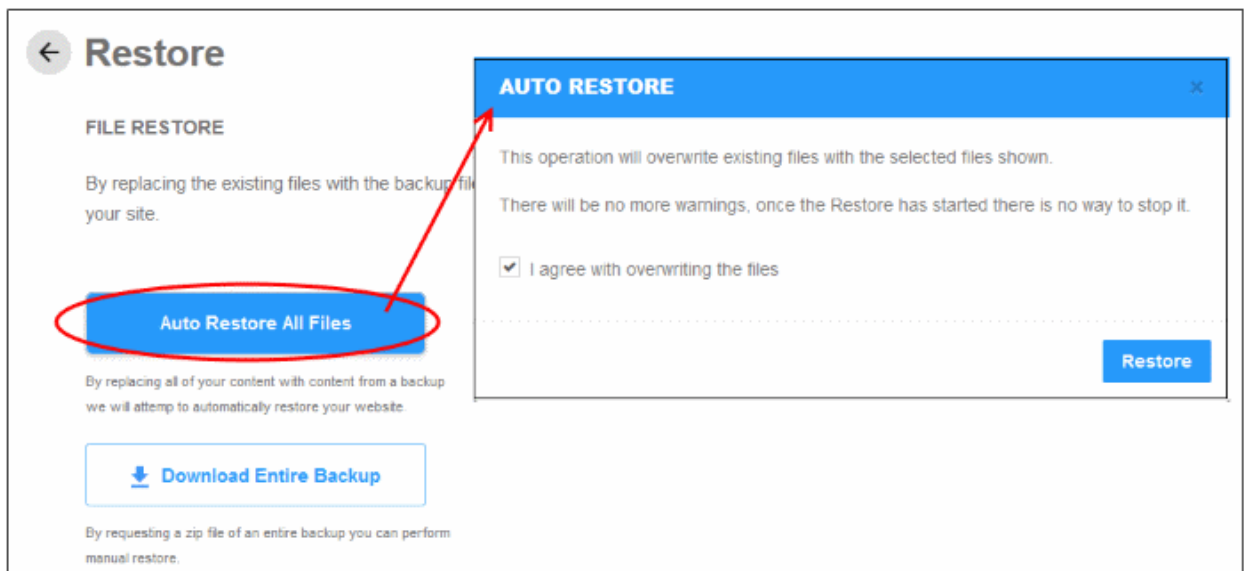 Restore
FILE RESTORE
By replacing the existing files with the backup
your site.
Auto Restore All Files
By replacing all of your content with content from a backup
we will attemp to automatically restore your website
Download Entire Backup
By requesting a zip file of an entire backup you can perform
manual restore.
AUTO RESTORE
This operation will overwrite existing files with the selected files shown.
There will be no more warnings, once the Restore has started there is no way to stop it.
I agree with overwriting the files
Restore